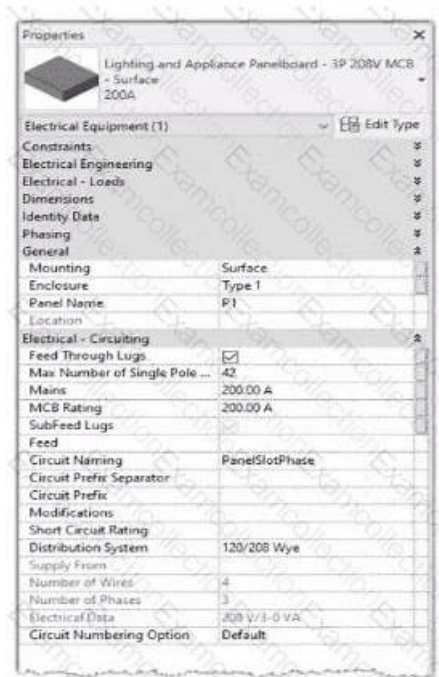 Properties
Lighting and Appliance Panelboard - 3P 208V MCB
- Surface
200A
Electrical Equipment (1)
Edit Type
Constraints
Electrical Engineering
Electrical - Loads
Dimensions
Identity Data
Phasing
General
Mounting Surface
Enclosure Type 1
Panel Name P1
Location
Electrical - Circuiting
Feed Through Lugs
Max Number of Single Pole ... 42
Mains 200.00 A
MCB Rating 200.00 A
SubFeed Lugs
Feed
Circuit Naming PanelSlotPhase
Circuit Prefix Separator
Circuit Prefix
Modifications
Short Circuit Rating
Distribution System 120/208 Wye
Supply From
Number of Wires 4
Number of Phases 3
Electrical Data 208 V/3-0 VA
Circuit Numbering Option Default